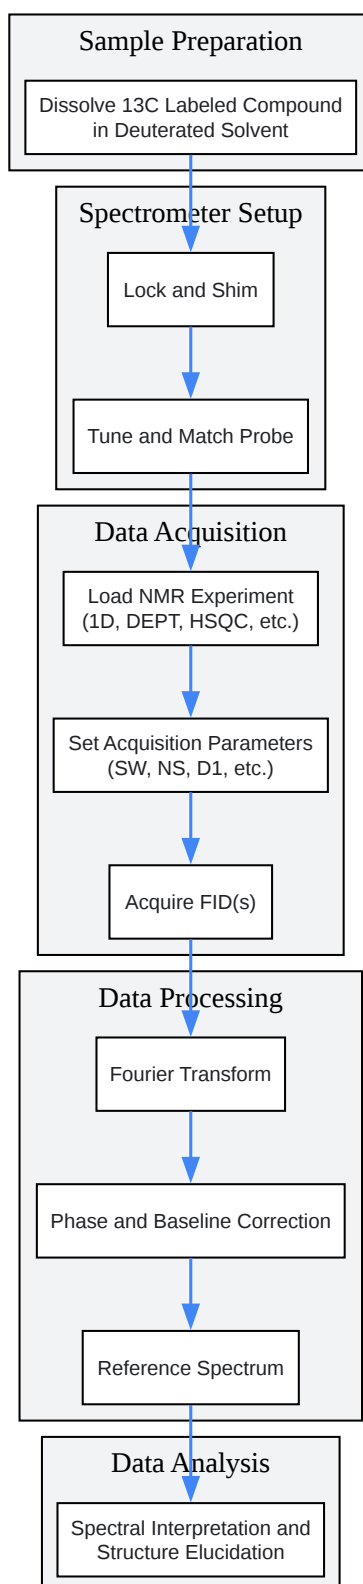 Sample Preparation
Dissolve 13C Labeled Compound
in Deuterated Solvent
Spectrometer Setup
Lock and Shim
Tune and Match Probe
Data Acquisition
Load NMR Experiment
(1D, DEPT, HSQC, etc.)
Set Acquisition Parameters
(SW, NS, D1, etc.)
Acquire FID(s)
Data Processing
Fourier Transform
Phase and Baseline Correction
Reference Spectrum
Data Analysis
Spectral Interpretation and
Structure Elucidation